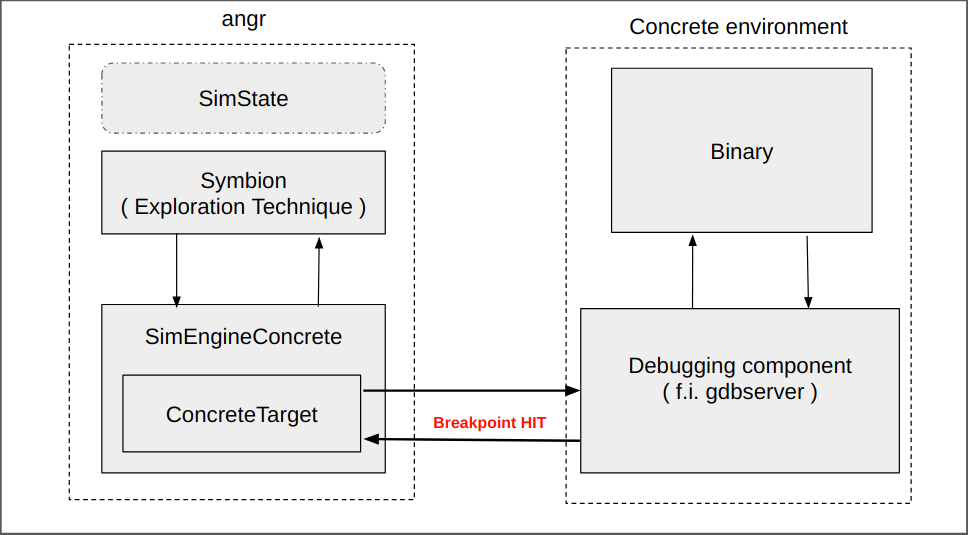 angr
SimState
Symbion
( Exploration Technique )
SimEngineConcrete
ConcreteTarget
Breakpoint HIT
Concrete environment
Binary
Debugging component
( f.i. gdbserver )